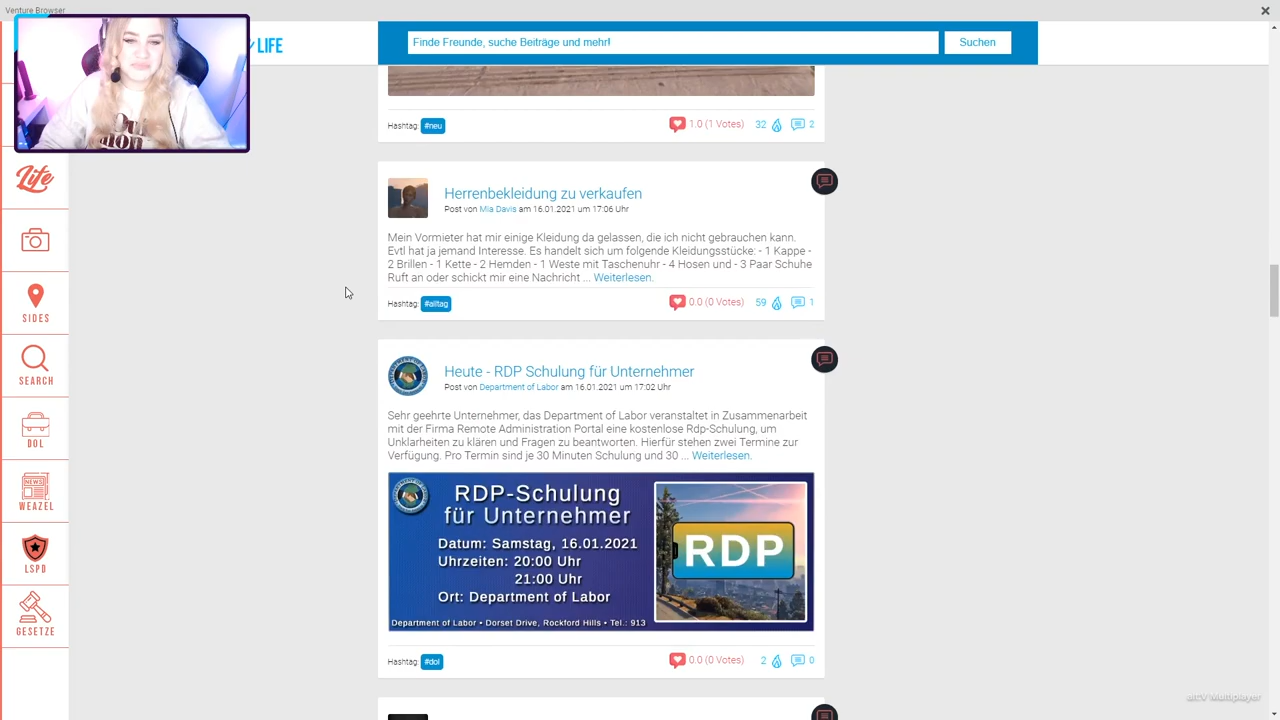 Venture Browser
LIFE
Finde Freunde, suche Beiträge und mehr!
Suchen
Hashtag: #neu
1.0 (1 Votes) 32 2
Herrenbekleidung zu verkaufen
Post von Mia Davis am 16.01.2021 um 17:06 Uhr
Mein Vormieter hat mir einige Kleidung da gelassen, die ich nicht gebrauchen kann.
Evtl hat ja jemand Interesse. Es handelt sich um folgende Kleidungsstücke: - 1 Kappe -
2 Brillen - 1 Kette - 2 Hemden - 1 Weste mit Taschenuhr - 4 Hosen und - 3 Paar Schuhe
Ruft an oder schickt mir eine Nachricht ... Weiterlesen.
Hashtag: #alltag
0.0 (0 Votes) 59 1
Heute - RDP Schulung für Unternehmer
Post von Department of Labor am 16.01.2021 um 17:02 Uhr
Sehr geehrte Unternehmer, das Department of Labor veranstaltet in Zusammenarbeit
mit der Firma Remote Administration Portal eine kostenlose Rdp-Schulung, um
Unklarheiten zu klären und Fragen zu beantworten. Hierfür stehen zwei Termine zur
Verfügung. Pro Termin sind je 30 Minuten Schulung und 30 ... Weiterlesen.
RDP-Schulung
für Unternehmer
Datum: Samstag, 16.01.2021
Uhrzeiten: 20:00 Uhr
21:00 Uhr
Ort: Department of Labor
RDP
Department of Labor • Dorset Drive, Rockford Hills • Tel.: 913
Hashtag: #dol
0.0 (0 Votes) 2 0
Life
SIDES
SEARCH
DOL
NEWS
WEAZEL
LSPD
GESETZE
alt:V Multiplayer